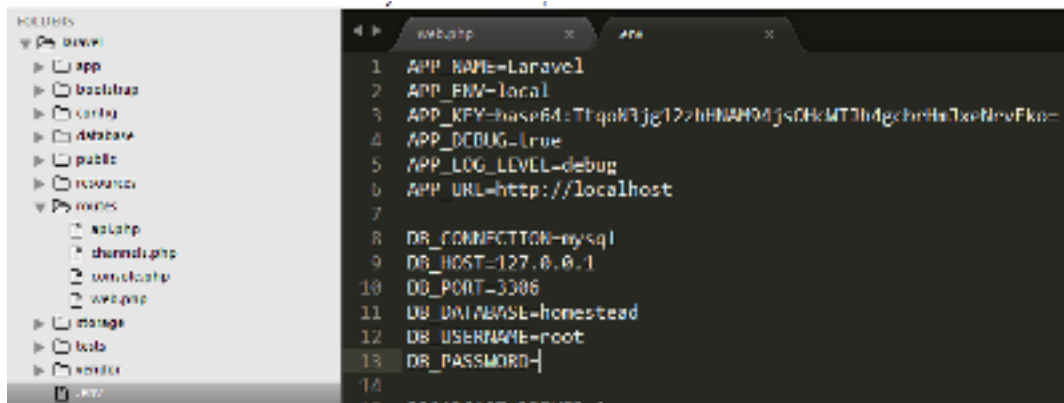 FOLDERS
laravel
app
bootstrap
config
database
public
resources
routes
api.php
channels.php
console.php
web.php
storage
tests
vendor
.env
web.php × .env ×
1 APP_NAME=Laravel
2 APP_ENV=local
3 APP_KEY=base64:
4 APP_DEBUG=true
5 APP_LOG_LEVEL=debug
6 APP_URL=http://localhost
7
8 DB_CONNECTION=mysql
9 DB_HOST=127.0.0.1
10 DB_PORT=3306
11 DB_DATABASE=homestead
12 DB_USERNAME=root
13 DB_PASSWORD=
14